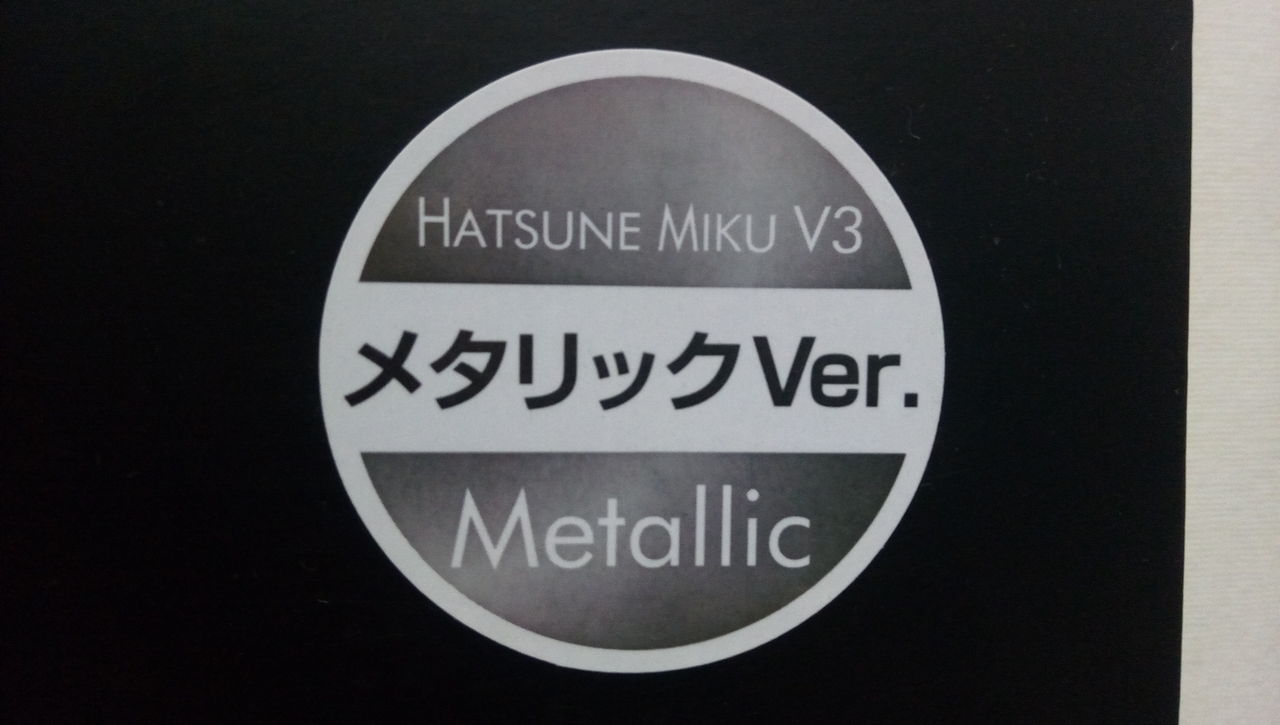 HATSUNE MIKU V3
メタリックVer.
Metallic